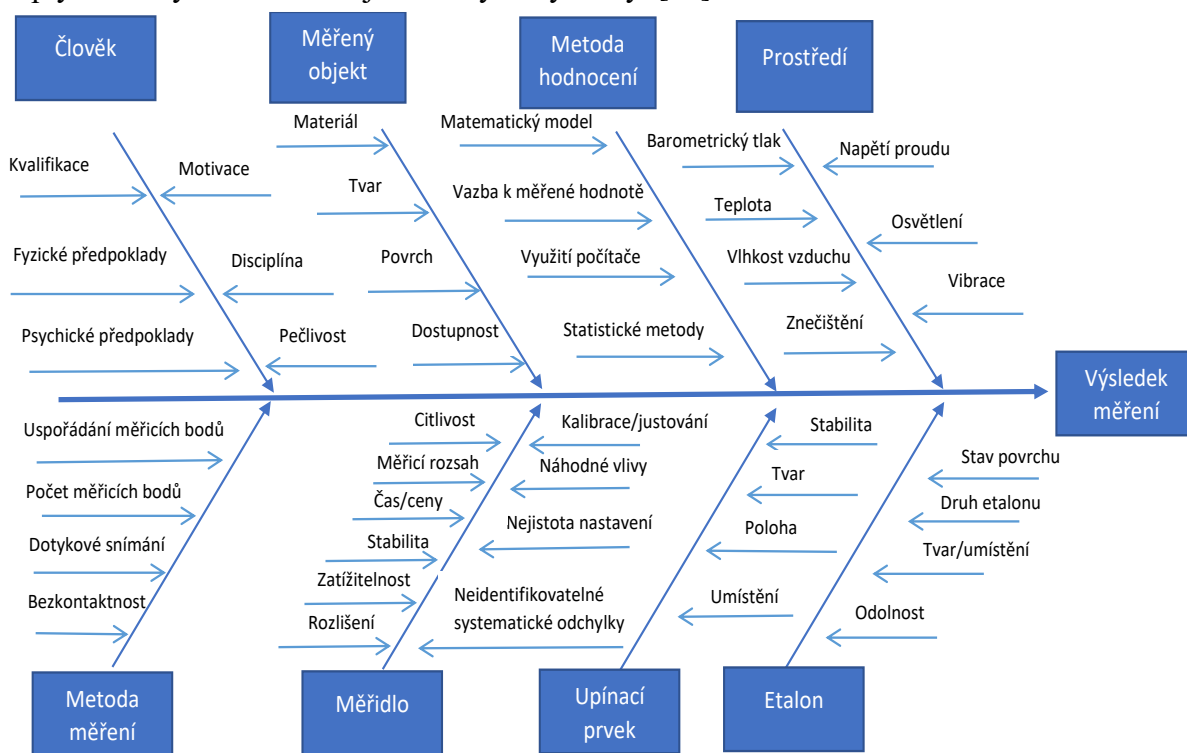 Člověk
Měřený
objekt
Metoda
hodnocení
Prostředí
Materiál
Matematický model
Barometrický tlak
Napětí proudu
Kvalifikace
Motivace
Tvar
Vazba k měřené hodnotě
Teplota
Osvětlení
Fyzické předpoklady
Disciplína
Povrch
Využití počítače
Vlhkost vzduchu
Vibrace
Psychické předpoklady
Pečlivost
Dostupnost
Statistické metody
Znečištění
Výsledek
měření
Uspořádání měřicích bodů
Citlivost
Kalibrace/justování
Stabilita
Stav povrchu
Počet měřicích bodů
Měřicí rozsah
Náhodné vlivy
Tvar
Druh etalonu
Čas/ceny
Dotykové snímání
Stabilita
Nejistota nastavení
Poloha
Tvar/umístění
Bezkontaktnost
Zatížitelnost
Neidentifikovatelné
systematické odchylky
Umístění
Odolnost
Rozlišení
Metoda
měření
Měřidlo
Upínací
prvek
Etalon